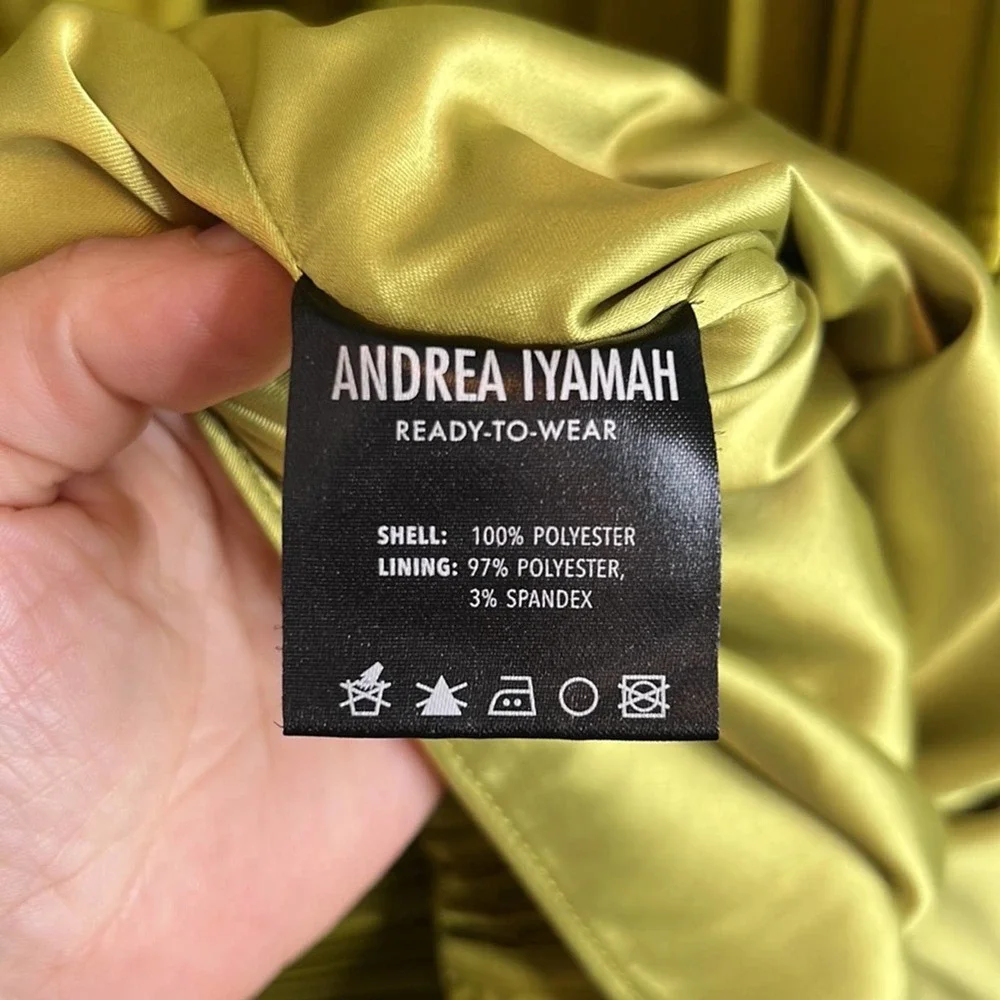 ANDREA IYAMAH
READY-TO-WEAR
SHELL: 100% POLYESTER
LINING: 97% POLYESTER,
3% SPANDEX